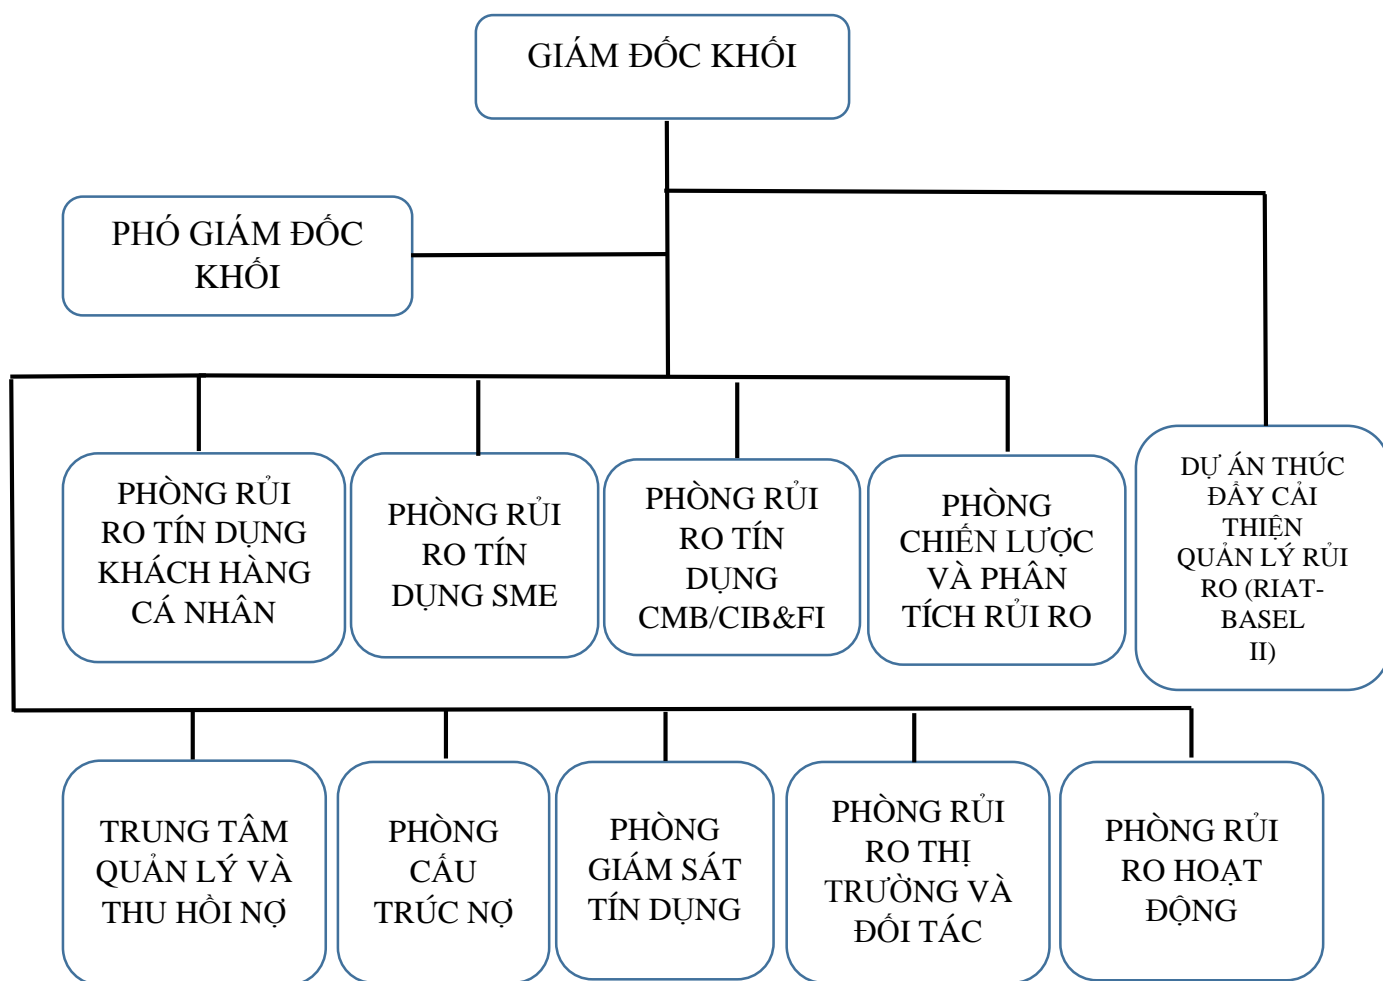 GIÁM ĐỐC KHỐI
PHÓ GIÁM ĐỐC
KHỐI
PHÒNG RỦI
RO TÍN DỤNG
KHÁCH HÀNG
CÁ NHÂN
PHÒNG RỦI
RO TÍN
DỤNG SME
PHÒNG RỦI
RO TÍN
DỤNG
CMB/CIB&FI
PHÒNG
CHIẾN LƯỢC
VÀ PHÂN
TÍCH RỦI RO
DỰ ÁN THÚC
ĐẨY CẢI
THIỆN
QUẢN LÝ RỦI
RO (RIAT-
BASEL
II)
TRUNG TÂM
QUẢN LÝ VÀ
THU HỒI NỢ
PHÒNG
CẤU
TRÚC NỢ
PHÒNG
GIÁM SÁT
TÍN DỤNG
PHÒNG RỦI
RO THỊ
TRƯỜNG VÀ
ĐỐI TÁC
PHÒNG RỦI
RO HOẠT
ĐỘNG